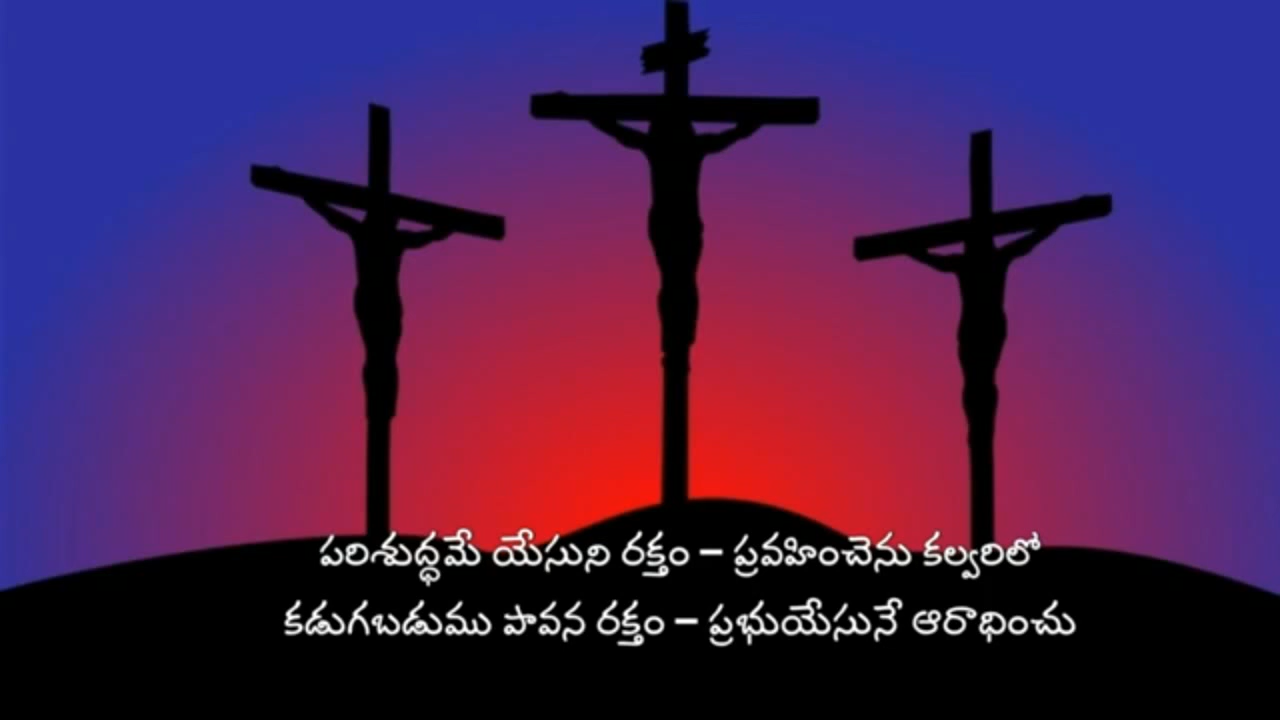 పరిశుద్ధమే యేసుని రక్తం – ప్రవహించెను కల్వరిలో
కడుగబడుము పావన రక్తం – ప్రభుయేసునే ఆరాధించు